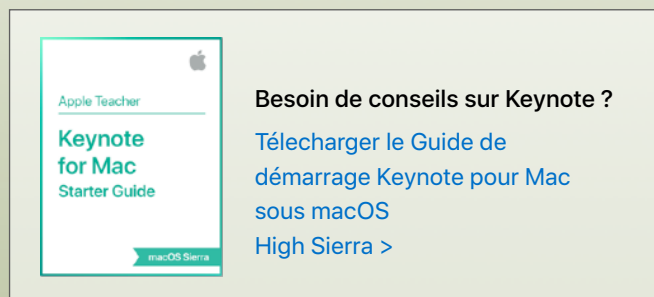 Apple Teacher
Keynote
for Mac
Starter Guide
macOS Sierra
Besoin de conseils sur Keynote ?
Télecharger le Guide de
démarrage Keynote pour Mac
sous macOS
High Sierra >